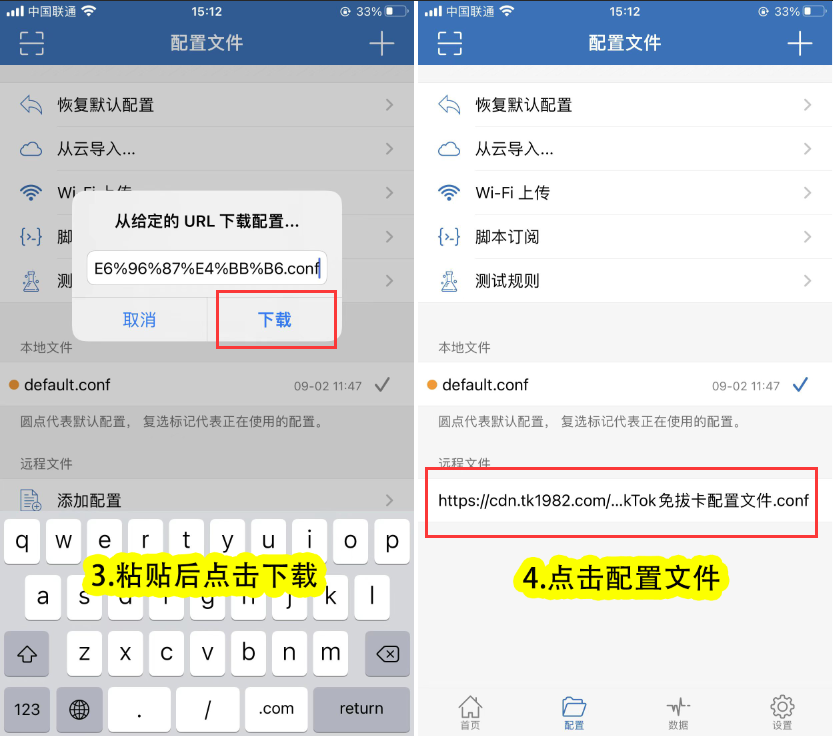 中国联通 15:12 33%
配置文件
恢复默认配置
从云导入...
Wi-Fi 上传
脚
测
从给定的 URL 下载配置...
E6%96%87%E4%BB%B6.conf
取消 下载
本地文件
default.conf 09-02 11:47
圆点代表默认配置， 复选标记代表正在使用的配置。
远程文件
添加配置
q w e r t y u i o p
3.粘贴后点击下载
a s d f g h j k l
z x c v b n m
123 . / .com return
中国联通 15:12 33%
配置文件
恢复默认配置
从云导入...
Wi-Fi 上传
脚本订阅
测试规则
本地文件
default.conf 09-02 11:47
圆点代表默认配置， 复选标记代表正在使用的配置。
远程文件
https://cdn.tk1982.com/...kTok免拔卡配置文件.conf
4.点击配置文件
首页 配置 数据 设置